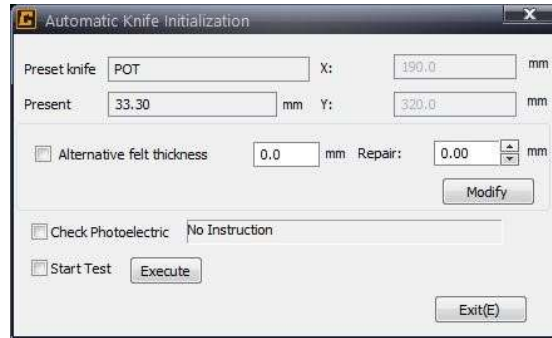 C Automatic Knife Initialization X
Preset knife POT X: 190.0 mm
Present 33.30 mm Y: 320.0 mm
Alternative felt thickness 0.0 mm Repair: 0.00 mm
Modify
Check Photoelectric No Instruction
Start Test Execute
Exit(E)